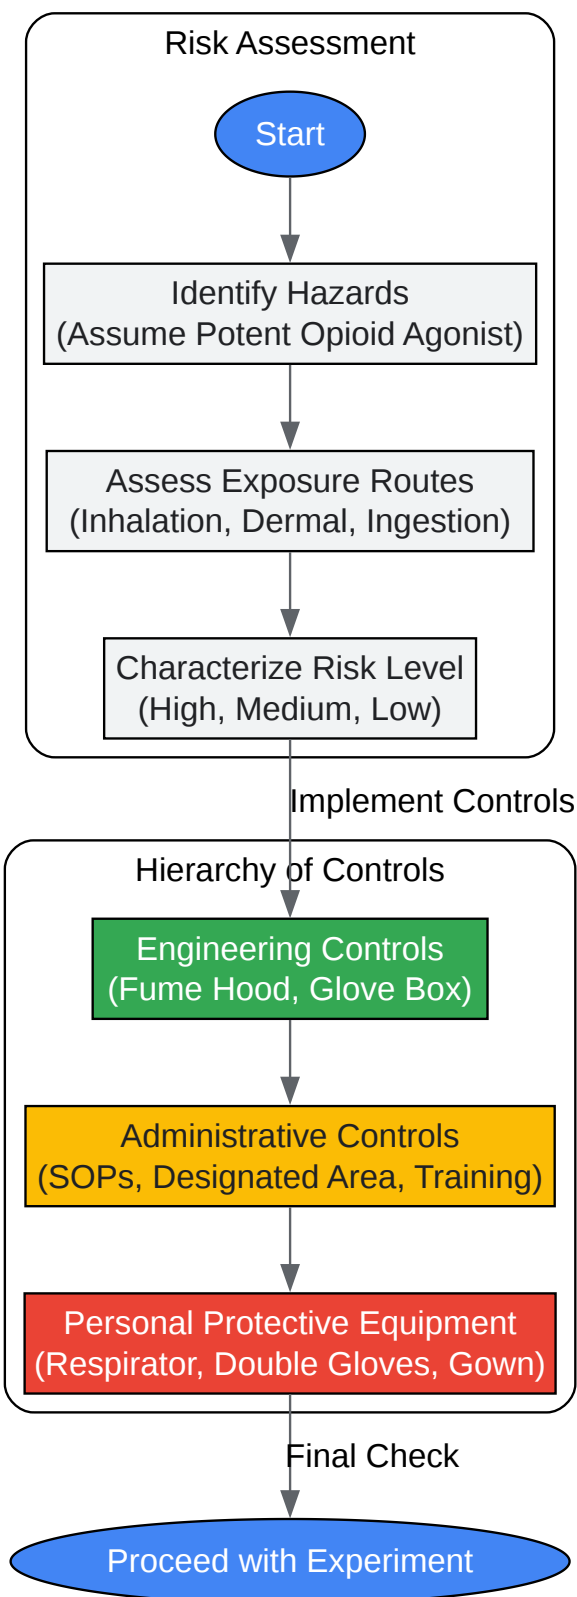 Risk Assessment
Start
Identify Hazards
(Assume Potent Opioid Agonist)
Assess Exposure Routes
(Inhalation, Dermal, Ingestion)
Characterize Risk Level
(High, Medium, Low)
Implement Controls
Hierarchy of Controls
Engineering Controls
(Fume Hood, Glove Box)
Administrative Controls
(SOPs, Designated Area, Training)
Personal Protective Equipment
(Respirator, Double Gloves, Gown)
Final Check
Proceed with Experiment